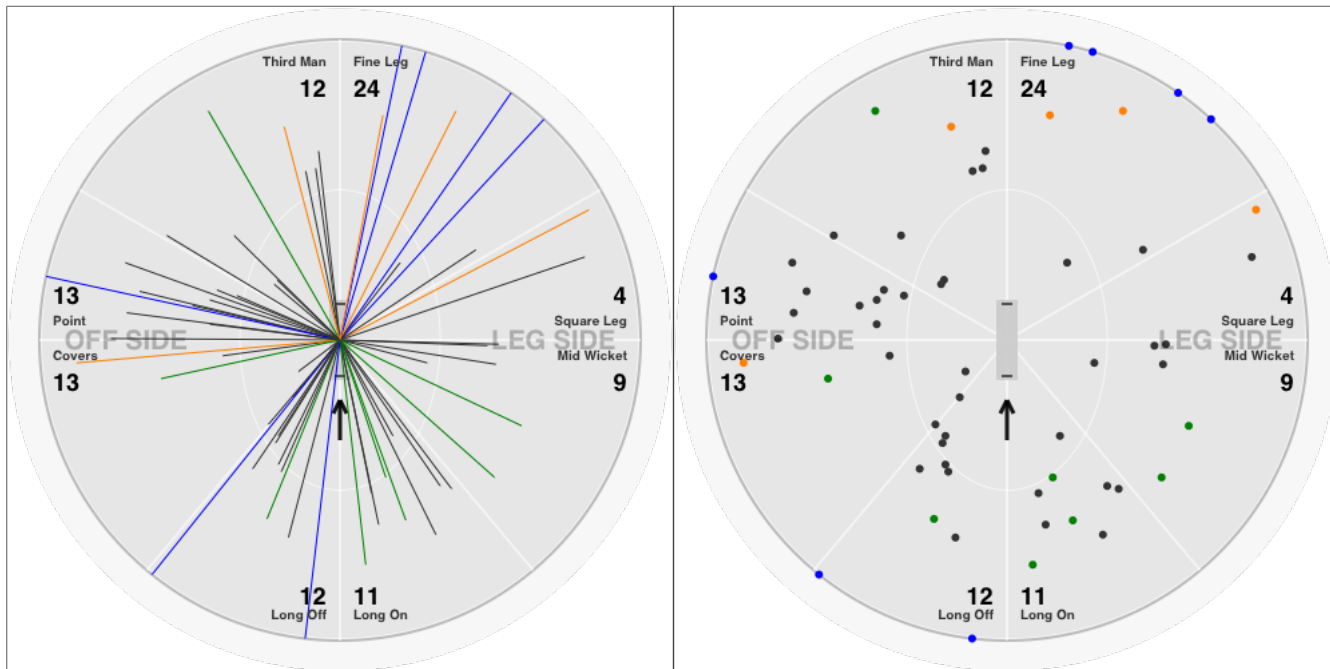 Third Man
12
Fine Leg
24
13
Point
OFF SIDE
Covers
13
4
Square Leg
LEG SIDE
Mid Wicket
9
12
Long Off
11
Long On
Third Man
12
Fine Leg
24
13
Point
OFF SIDE
Covers
13
4
Square Leg
LEG SIDE
Mid Wicket
9
12
Long Off
11
Long On